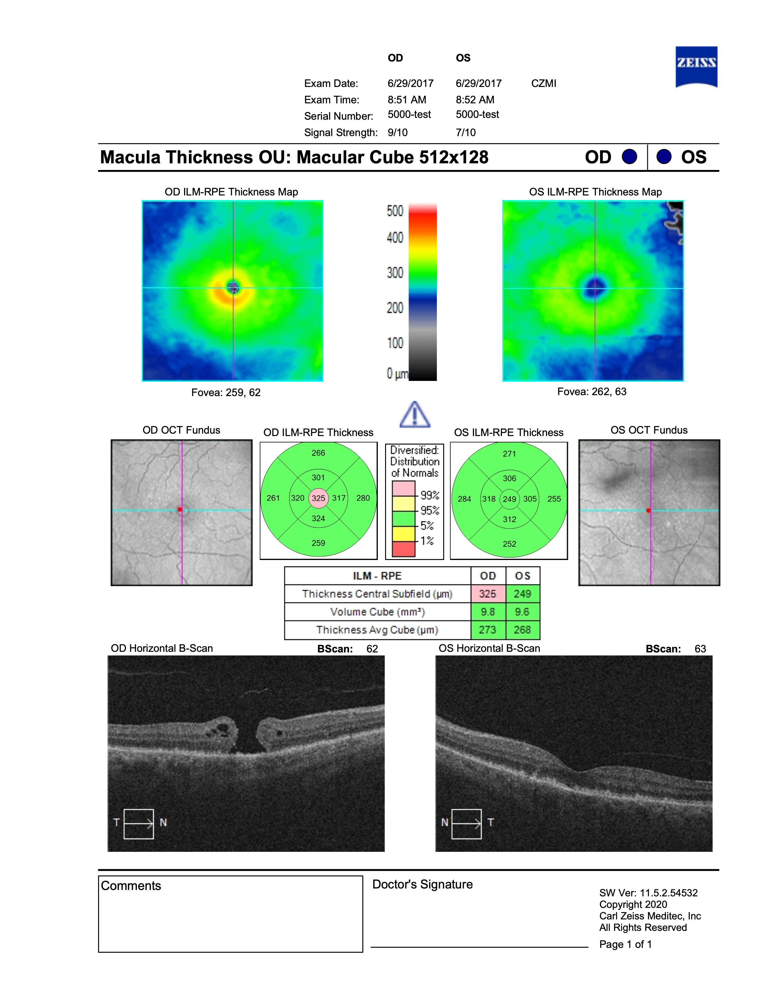 OD OS
ZEISS
Exam Date: 6/29/2017 6/29/2017 CZMI
Exam Time: 8:51 AM 8:52 AM
Serial Number: 5000-test 5000-test
Signal Strength: 9/10 7/10
Macula Thickness OU: Macular Cube 512x128 OD OS
OD ILM-RPE Thickness Map
OS ILM-RPE Thickness Map
500
400
300
200
100
0 µm
Fovea: 259, 62
Fovea: 262, 63
OD OCT Fundus
OD ILM-RPE Thickness
OS ILM-RPE Thickness
OS OCT Fundus
266
301
261 320 325 317 280
324
259
Diversified:
Distribution
of Normals
99%
95%
5%
1%
271
306
284 318 249 305 255
312
252
ILM - RPE OD OS
Thickness Central Subfield (µm) 325 249
Volume Cube (mm³) 9.8 9.6
Thickness Avg Cube (µm) 273 268
OD Horizontal B-Scan BScan: 62
OS Horizontal B-Scan BScan: 63
T N
N T
Comments
Doctor's Signature
SW Ver: 11.5.2.54532
Copyright 2020
Carl Zeiss Meditec, Inc
All Rights Reserved
Page 1 of 1